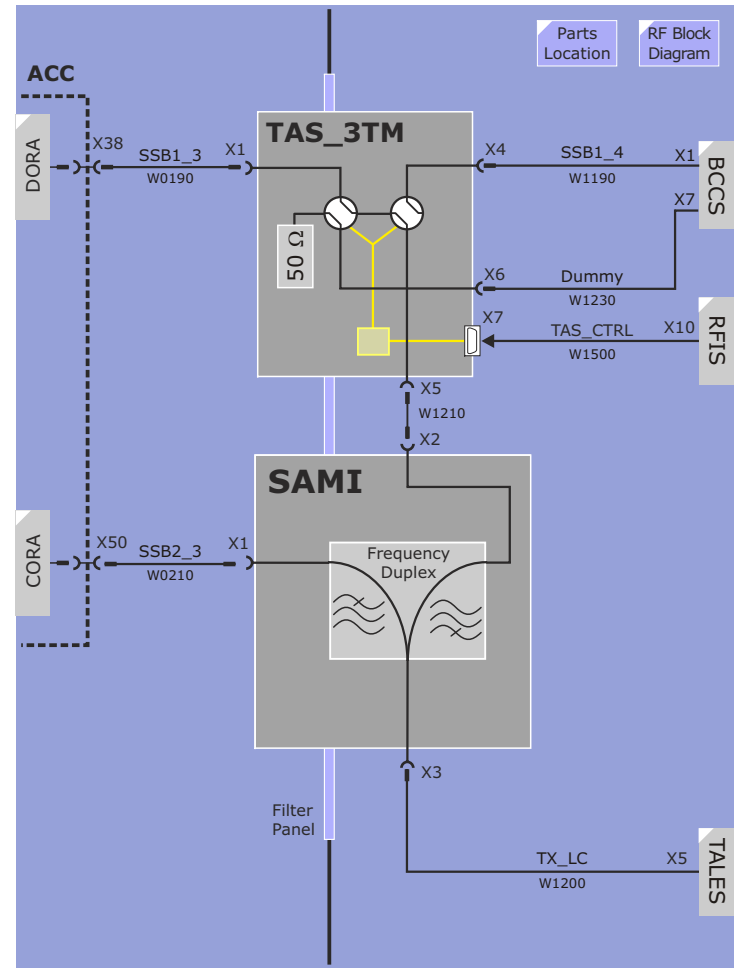 Parts
Location
RF Block
Diagram
ACC
TAS_3TM
DORA
X38
SSB1_3
W0190
X1
X4
SSB1_4
W1190
X1
BCCS
X7
50 Ω
X6
Dummy
W1230
X7
TAS_CTRL
W1500
X10
RFIS
X5
W1210
X2
SAMI
CORA
X50
SSB2_3
W0210
X1
Frequency
Duplex
X3
Filter
Panel
TX_LC
W1200
X5
TALES